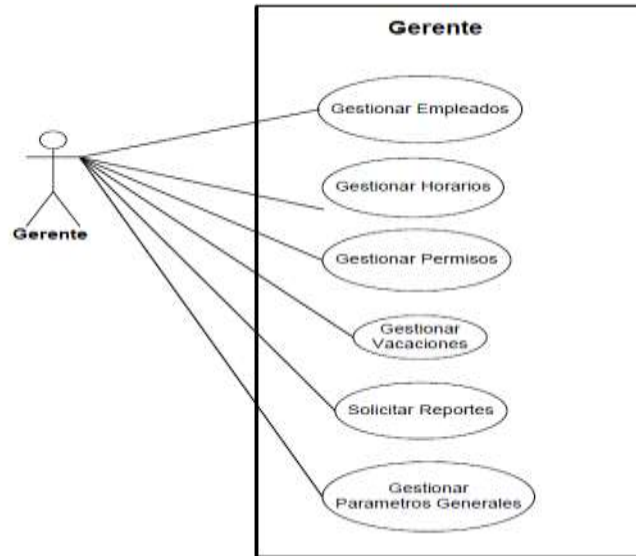 Gerente
Gestionar Empleados
Gestionar Horarios
Gerente
Gestionar Permisos
Gestionar
Vacaciones
Solicitar Reportes
Gestionar
Parametros Generales